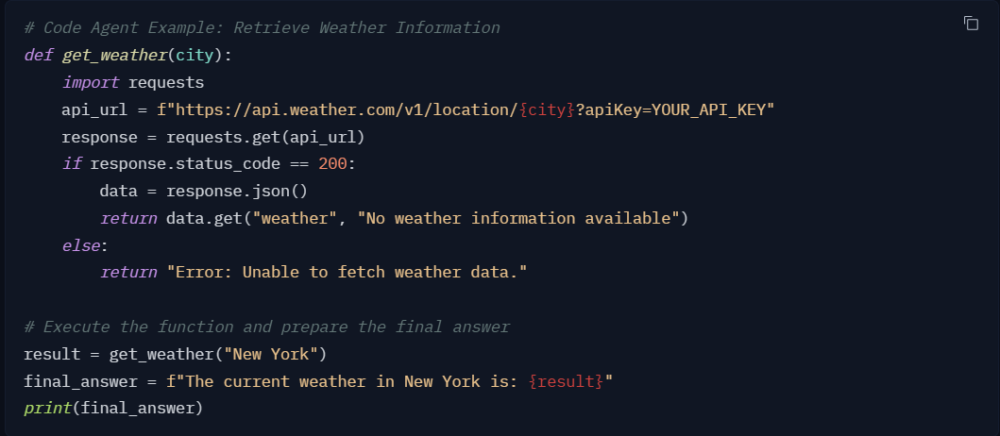 # Code Agent Example: Retrieve Weather Information
def get_weather(city):
    import requests
    api_url = f"https://api.weather.com/v1/location/{city}?apiKey=YOUR_API_KEY"
    response = requests.get(api_url)
    if response.status_code == 200:
        data = response.json()
        return data.get("weather", "No weather information available")
    else:
        return "Error: Unable to fetch weather data."

# Execute the function and prepare the final answer
result = get_weather("New York")
final_answer = f"The current weather in New York is: {result}"
print(final_answer)